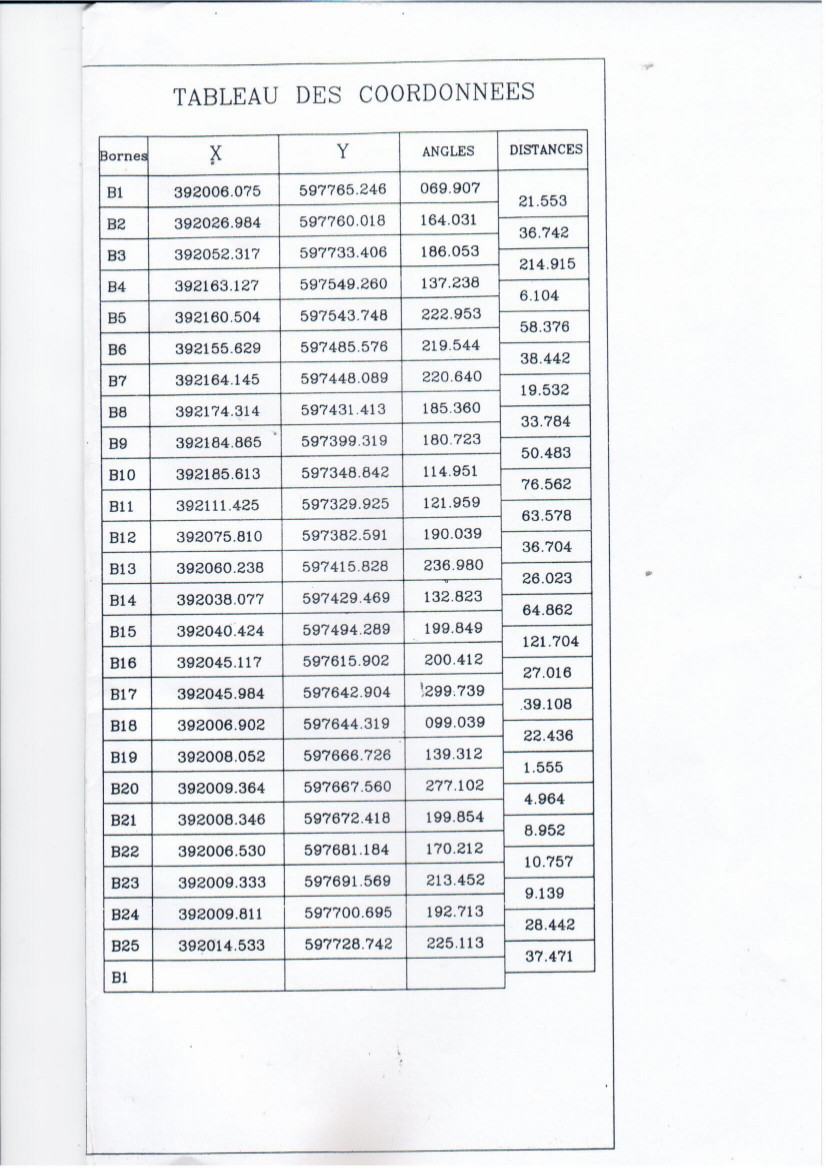 TABLEAU DES COORDONNEES
Bornes X Y ANGLES DISTANCES
B1 392006.075 597765.246 069.907
21.553
B2 392026.984 597760.018 164.031
36.742
B3 392052.317 597733.406 186.053
214.915
B4 392163.127 597549.260 137.238
6.104
B5 392160.504 597543.748 222.953
58.376
B6 392155.629 597485.576 219.544
38.442
B7 392164.145 597448.089 220.640
19.532
B8 392174.314 597431.413 185.360
33.784
B9 392184.865 597399.319 180.723
50.483
B10 392185.613 597348.842 114.951
76.562
B11 392111.425 597329.925 121.959
63.578
B12 392075.810 597382.591 190.039
36.704
B13 392060.238 597415.828 236.980
26.023
B14 392038.077 597429.469 132.823
64.862
B15 392040.424 597494.289 199.849
121.704
B16 392045.117 597615.902 200.412
27.016
B17 392045.984 597642.904 299.739
39.108
B18 392006.902 597644.319 099.039
22.436
B19 392008.052 597666.726 139.312
1.555
B20 392009.364 597667.560 277.102
4.964
B21 392008.346 597672.418 199.854
8.952
B22 392006.530 597681.184 170.212
10.757
B23 392009.333 597691.569 213.452
9.139
B24 392009.811 597700.695 192.713
28.442
B25 392014.533 597728.742 225.113
37.471
B1